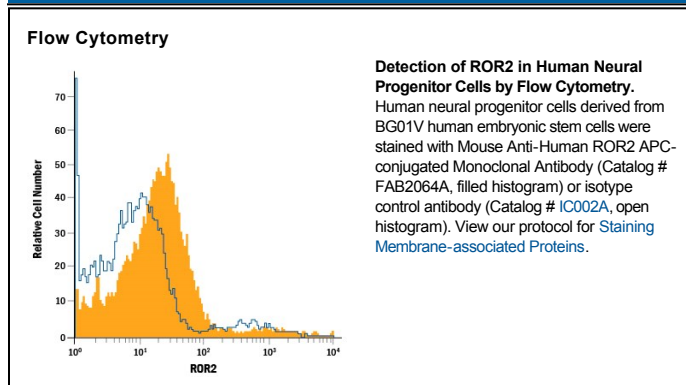 Flow Cytometry
70
60
50
40
30
20
10
0
Relative Cell Number
10⁰ 10¹ 10² 10³ 10⁴
ROR2
Detection of ROR2 in Human Neural
Progenitor Cells by Flow Cytometry.
Human neural progenitor cells derived from
BG01V human embryonic stem cells were
stained with Mouse Anti-Human ROR2 APC-
conjugated Monoclonal Antibody (Catalog #
FAB2064A, filled histogram) or isotype
control antibody (Catalog # IC002A, open
histogram). View our protocol for Staining
Membrane-associated Proteins.